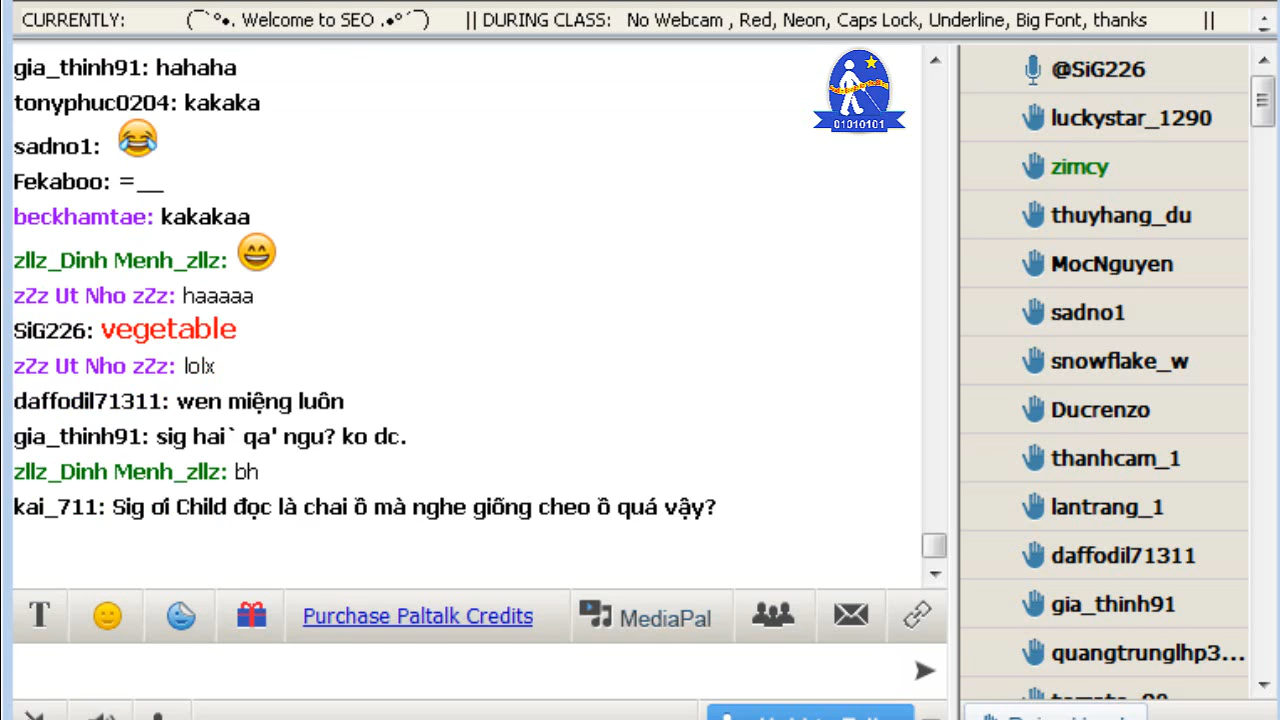 CURRENTLY: (¯`º•. Welcome to SEO .•º´¯) || DURING CLASS: No Webcam , Red, Neon, Caps Lock, Underline, Big Font, thanks ||
gia_thinh91: hahaha
tonyphuc0204: kakaka
sadno1:
Fekaboo: =__
beckhamtae: kakakaa
zllz_Dinh Menh_zllz:
zZz Ut Nho zZz: haaaaa
SiG226: vegetable
zZz Ut Nho zZz: lolx
daffodil71311: wen miệng luôn
gia_thinh91: sig hai` qa' ngu? ko dc.
zllz_Dinh Menh_zllz: bh
kai_711: Sig ơi Child đọc là chai ồ mà nghe giống cheo ồ quá vậy?
01010101
T
Purchase Paltalk Credits
MediaPal
@SiG226
luckystar_1290
zimcy
thuyhang_du
MocNguyen
sadno1
snowflake_w
Ducrenzo
thanhcam_1
lantrang_1
daffodil71311
gia_thinh91
quangtrunglhp3...